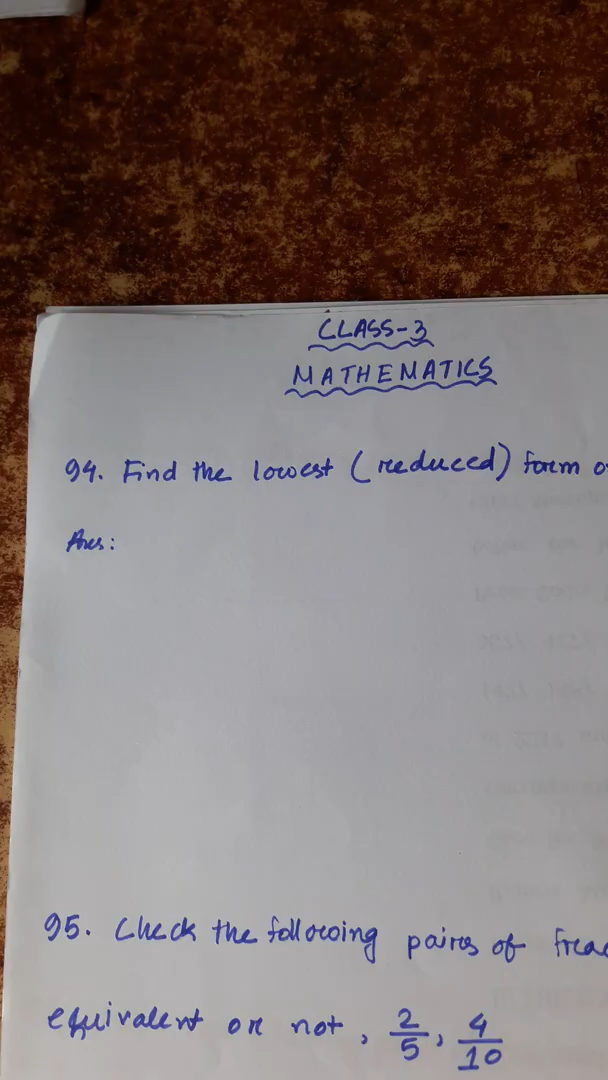 CLASS-3
MATHEMATICS
94. Find the lowest (reduced) form o
Ans:
95. Check the following pairs of frac
equivalent or not, 2/5, 4/10